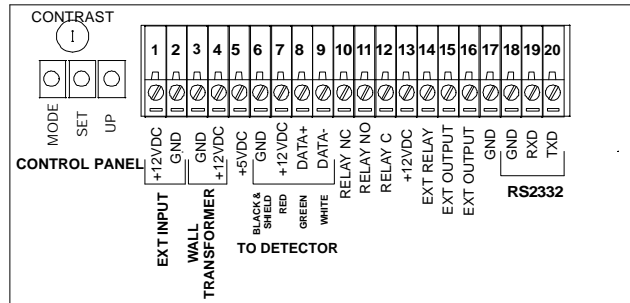 CONTRAST
1 2 3 4 5 6 7 8 9 10 11 12 13 14 15 16 17 18 19 20
MODE
SET
UP
CONTROL PANEL
+12VDC
GND
GND
+12VDC
+5VDC
GND
+12VDC
DATA+
DATA-
RELAY NC
RELAY NO
RELAY C
+12VDC
EXT RELAY
EXT OUTPUT
EXT OUTPUT
GND
GND
RXD
TXD
EXT INPUT
WALL
TRANSFORMER
BLACK &
SHIELD
RED
GREEN
WHITE
TO DETECTOR
RS2332